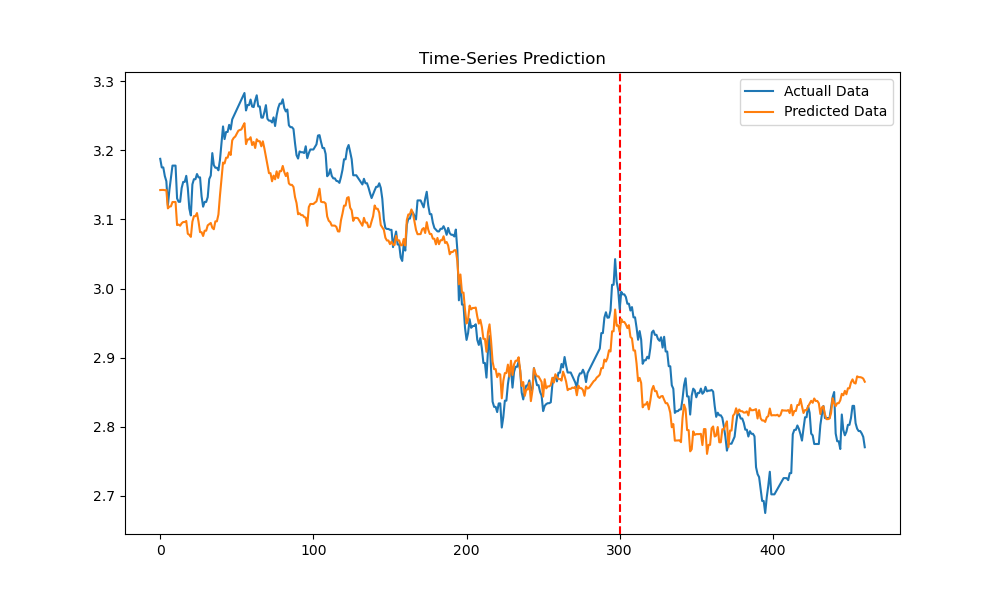 Time-Series Prediction
Actuall Data
Predicted Data
3.3
3.2
3.1
3.0
2.9
2.8
2.7
0 100 200 300 400